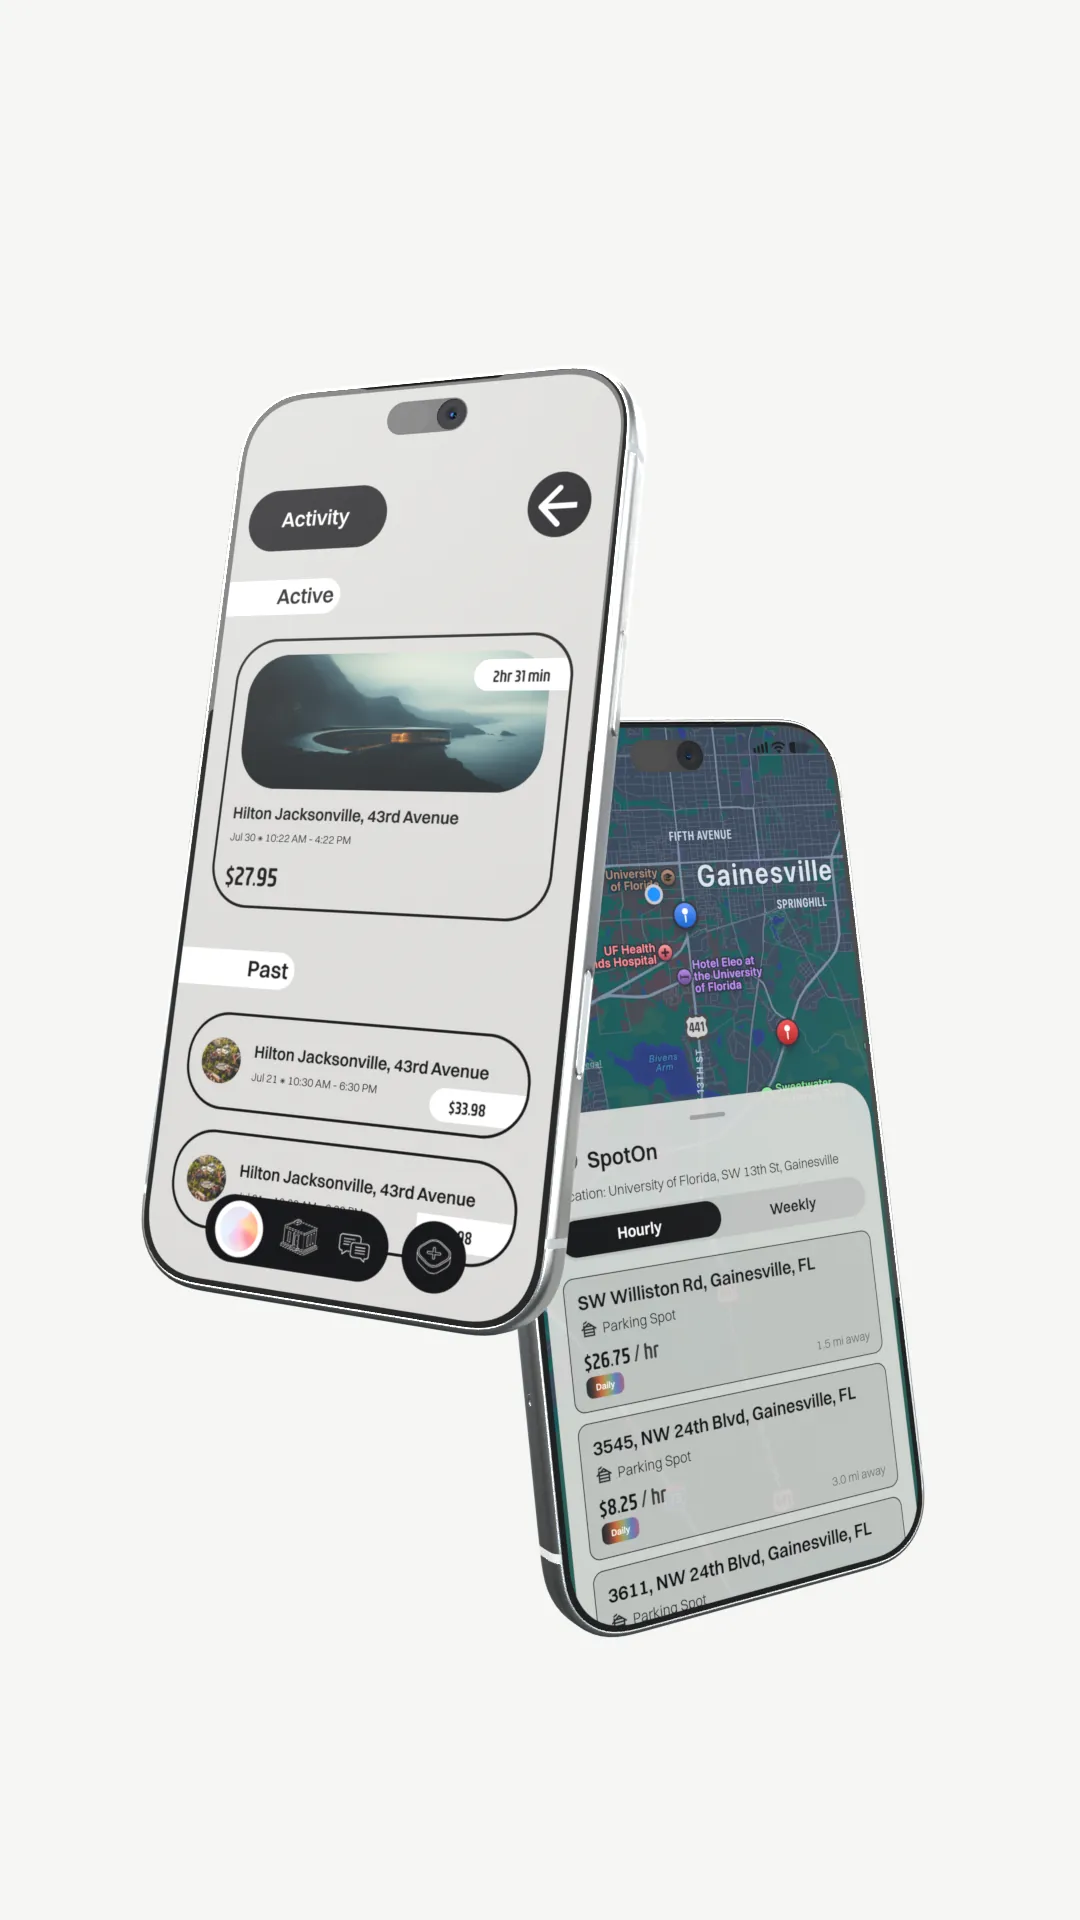 Activity
Active
2hr 31 min
Hilton Jacksonville, 43rd Avenue
Jul 30 • 10:22 AM - 4:22 PM
$27.95
Past
Hilton Jacksonville, 43rd Avenue
Jul 21 • 10:30 AM - 6:30 PM
$33.98
Hilton Jacksonville, 43rd Avenue
98
FIFTH AVENUE
University
of Florida
Gainesville
SPRINGHILL
UF Health
nds Hospital
Hotel Eleo at
the University
of Florida
441
Bivens
Arm
13TH ST
Sweetwater
SpotOn
cation: University of Florida, SW 13th St, Gainesville
Hourly
Weekly
SW Williston Rd, Gainesville, FL
Parking Spot
$26.75 / hr
1.5 mi away
Daily
3545, NW 24th Blvd, Gainesville, FL
Parking Spot
$8.25 / hr
3.0 mi away
Daily
3611, NW 24th Blvd, Gainesville, FL
Parking Spot